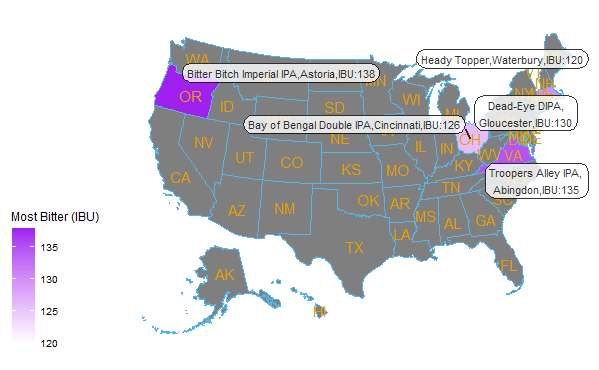 Heady Topper,Waterbury,IBU:120
WA
Bitter Bitch Imperial IPA,Astoria,IBU:138
MN
OR
ID
SD
WI
MI
NY
Dead-Eye DIPA,
Gloucester,IBU:130
Bay of Bengal Double IPA,Cincinnati,IBU:126
NV
NE
IL
IN
OH
UT
CO
KS
MO
KY
WV
VA
Troopers Alley IPA,
Abingdon,IBU:135
CA
AZ
NM
OK
AR
TN
SC
MS
AL
GA
LA
TX
FL
AK
HI
Most Bitter (IBU)
135
130
125
120